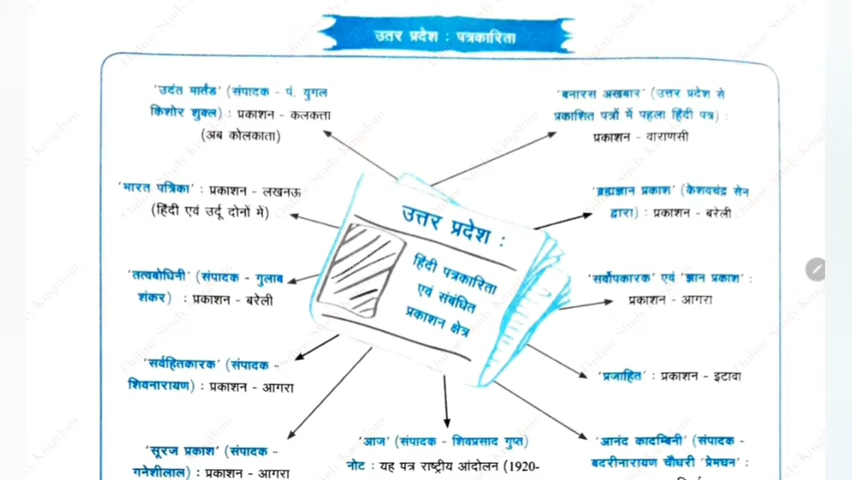 उत्तर प्रदेश : पत्रकारिता
'उदंत मार्तंड' (संपादक - पं. युगल
किशोर शुक्ल) : प्रकाशन - कलकत्ता
(अब कोलकाता)
'बनारस अखबार' (उत्तर प्रदेश से
प्रकाशित पत्रों में पहला हिंदी पत्र) :
प्रकाशन - वाराणसी
'भारत पत्रिका' : प्रकाशन - लखनऊ
(हिंदी एवं उर्दू दोनों में)
'ब्रह्मज्ञान प्रकाश' (केशवचंद्र सेन
द्वारा) : प्रकाशन - बरेली
उत्तर प्रदेश :
हिंदी पत्रकारिता
एवं संबंधित
प्रकाशन क्षेत्र
'तत्वबोधिनी' (संपादक - गुलाब
शंकर) : प्रकाशन - बरेली
'सर्वोपकारक' एवं 'ज्ञान प्रकाश' :
प्रकाशन - आगरा
'सर्वहितकारक' (संपादक -
शिवनारायण) : प्रकाशन - आगरा
'प्रजाहित' : प्रकाशन - इटावा
'सूरज प्रकाश' (संपादक -
गनेशीलाल) : प्रकाशन - आगरा
'आज' (संपादक - शिवप्रसाद गुप्त)
नोट : यह पत्र राष्ट्रीय आंदोलन (1920-
'आनंद कादम्बिनी' (संपादक -
बदरीनारायण चौधरी 'प्रेमघन' :